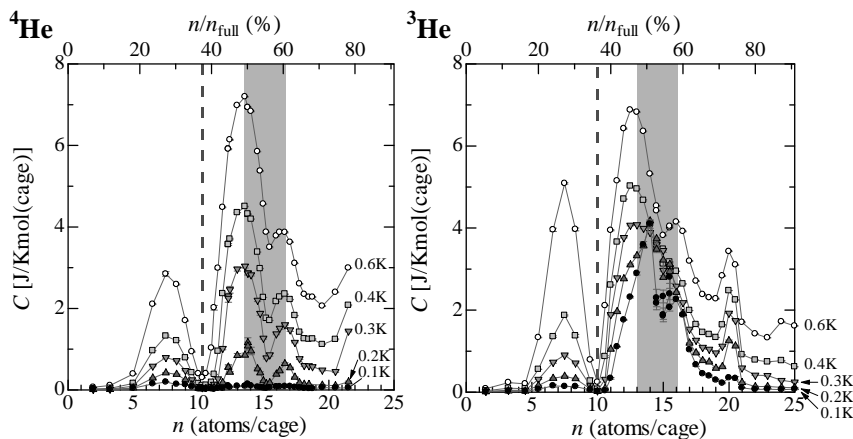 ⁴He
n/n_full (%)
0 20 40 60 80 100
8
6
4
2
0
C [J/Kmol(cage)]
0.6K
0.4K
0.3K
0.2K
0.1K
0 5 10 15 20 25
n (atoms/cage)
³He
n/n_full (%)
0 20 40 60 80
8
6
4
2
0
C [J/Kmol(cage)]
0.6K
0.4K
0.3K
0.2K
0.1K
0 5 10 15 20 25
n (atoms/cage)